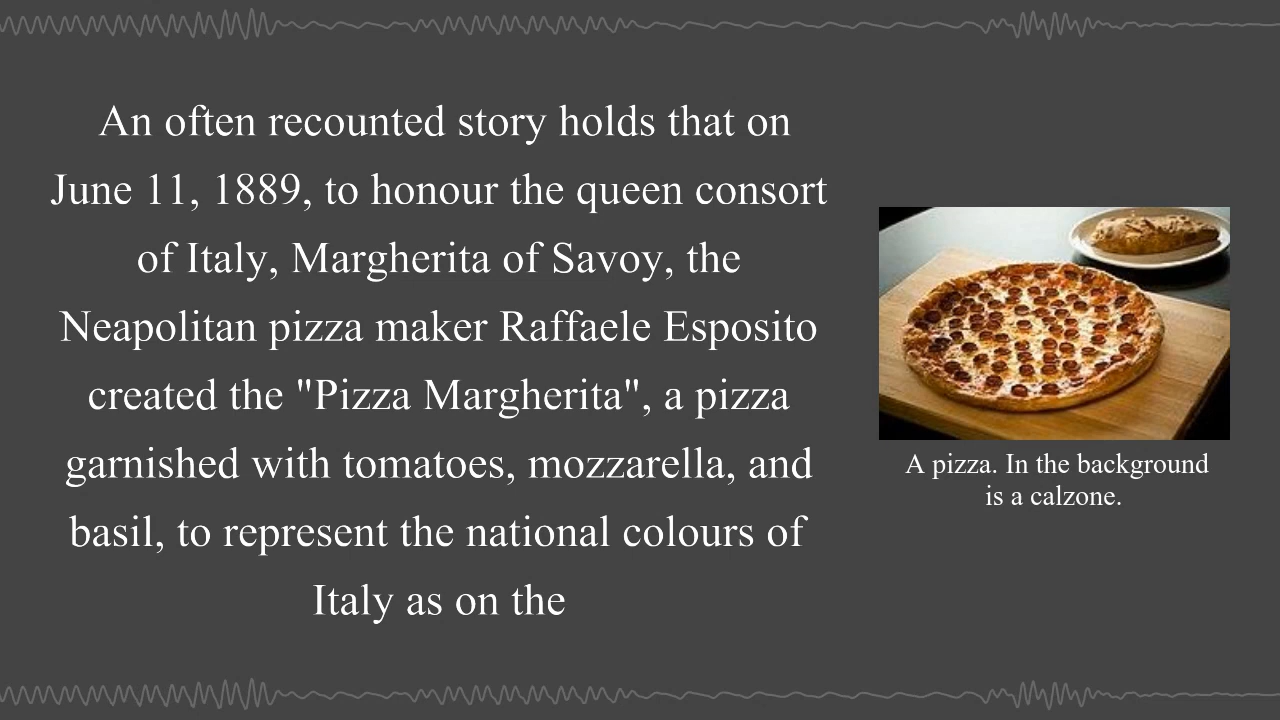 An often recounted story holds that on
June 11, 1889, to honour the queen consort
of Italy, Margherita of Savoy, the
Neapolitan pizza maker Raffaele Esposito
created the "Pizza Margherita", a pizza
garnished with tomatoes, mozzarella, and
basil, to represent the national colours of
Italy as on the
A pizza. In the background
is a calzone.